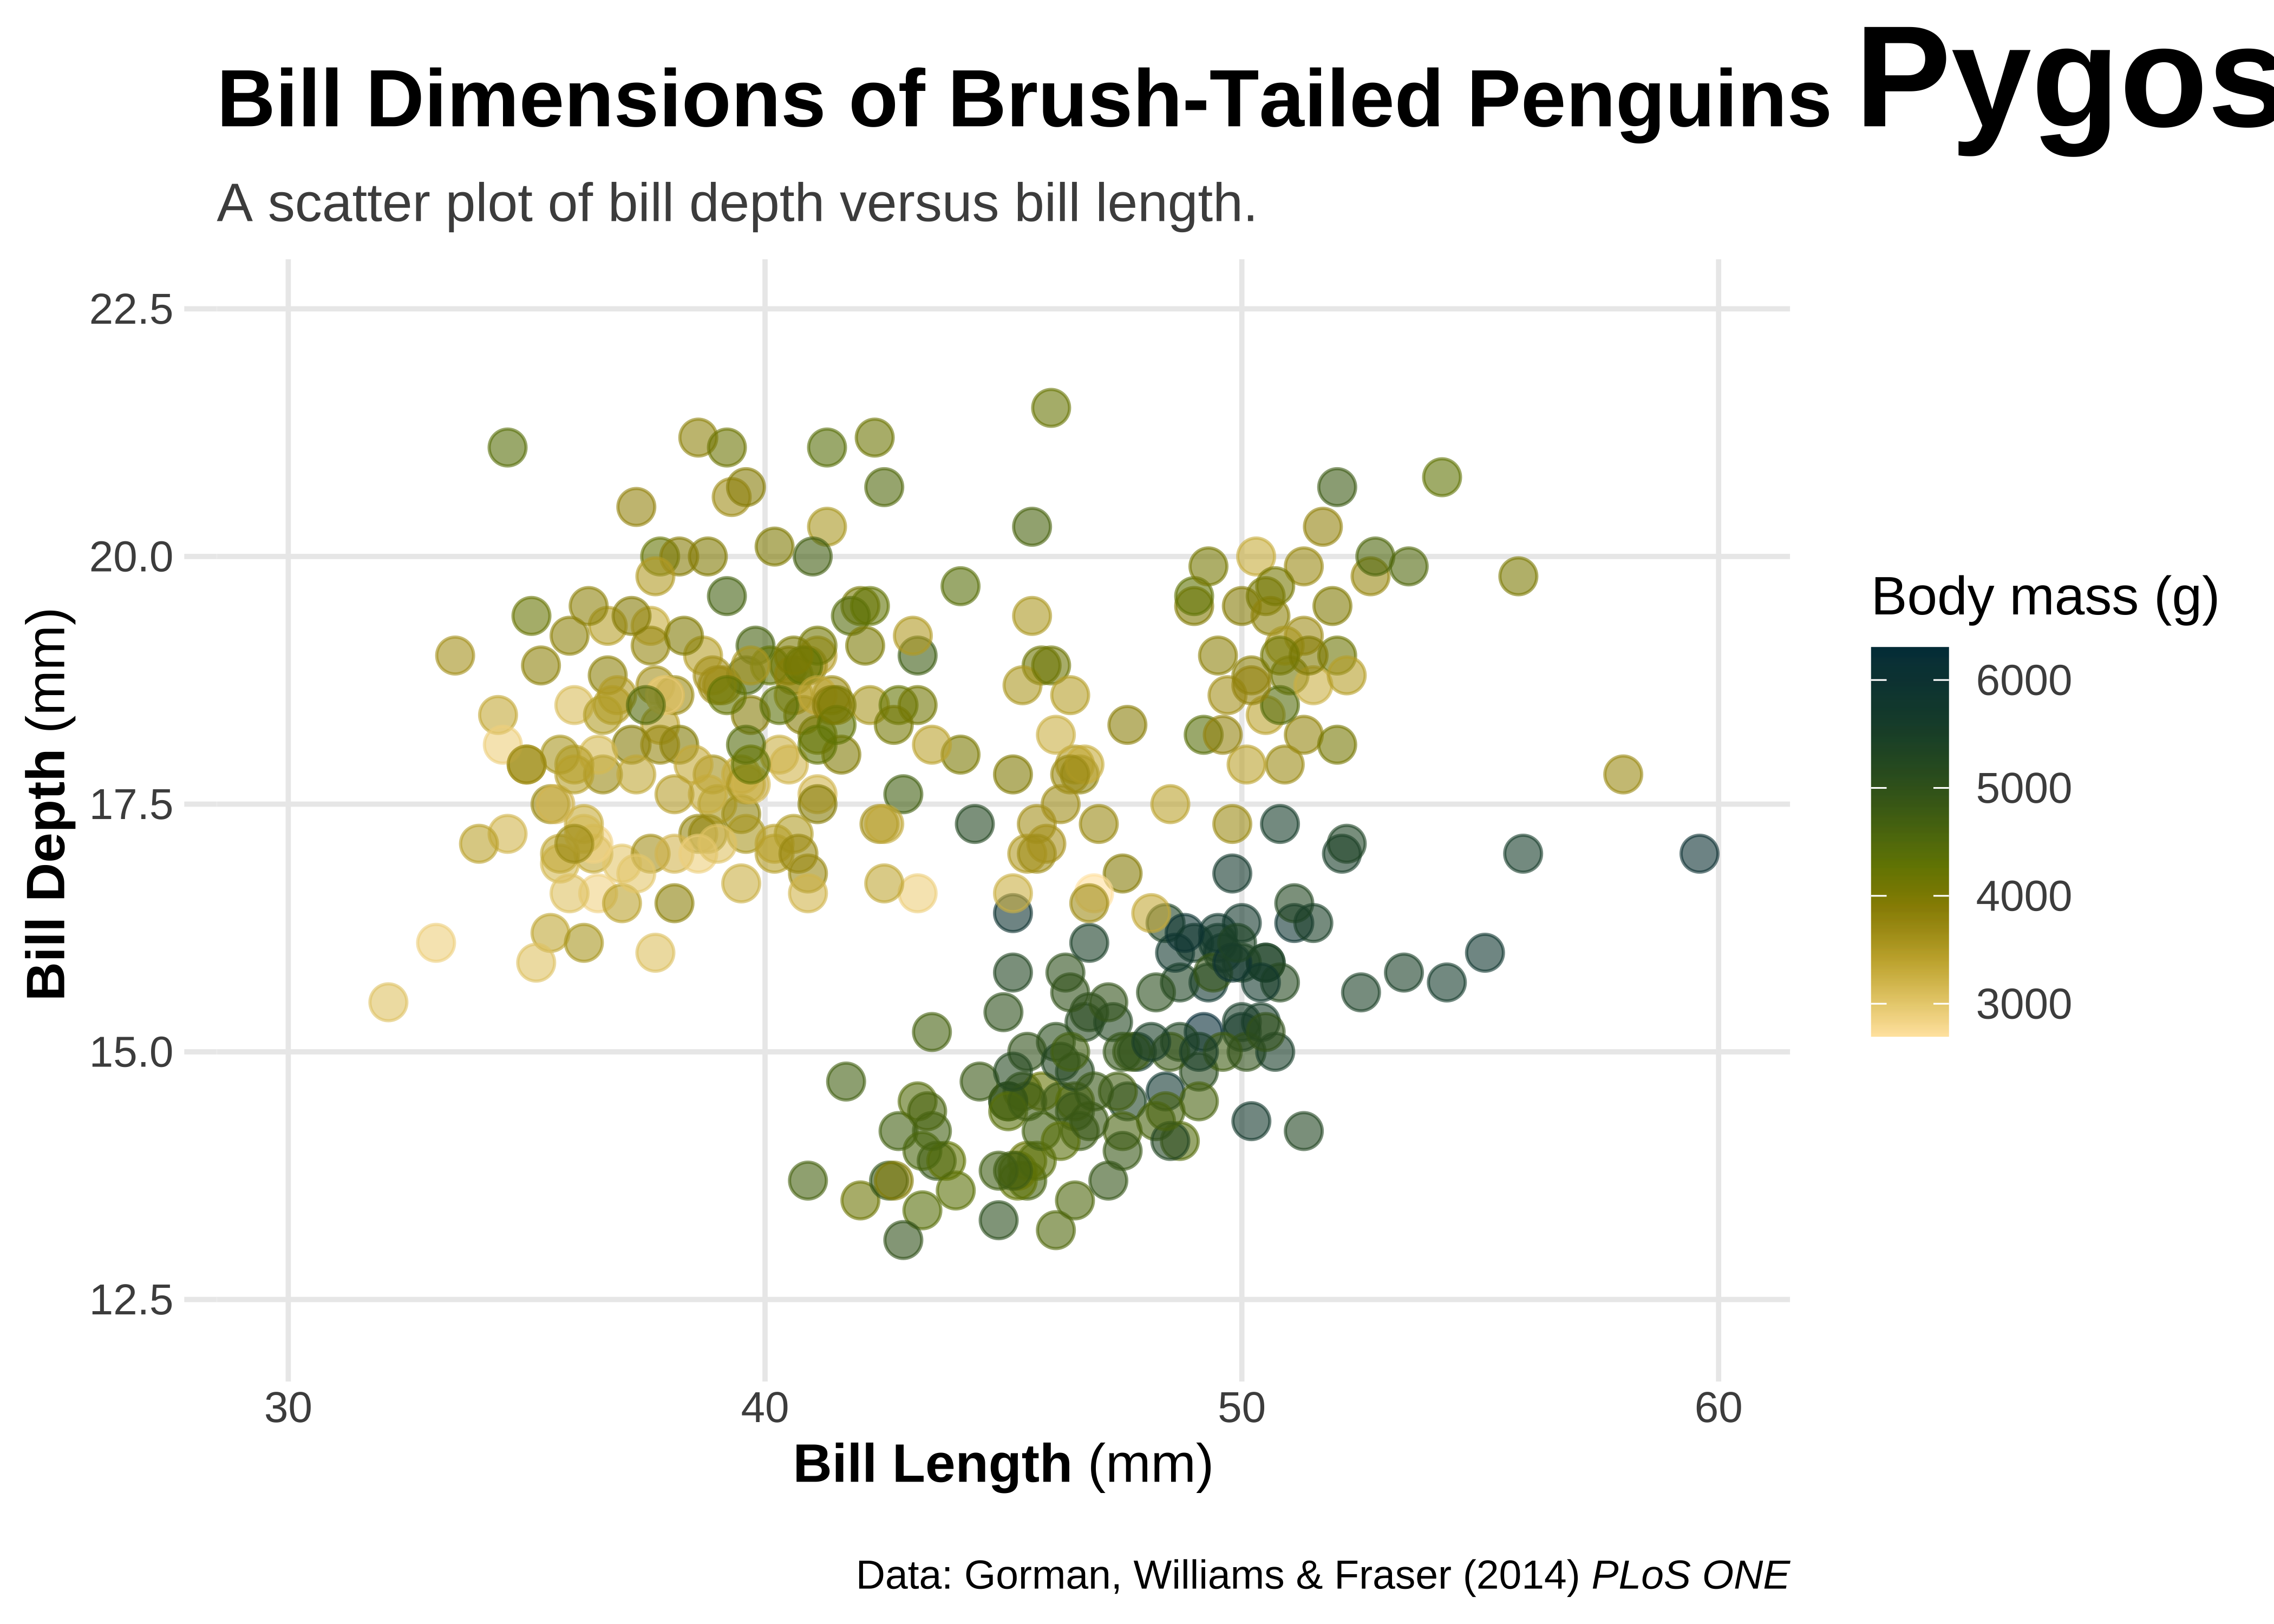 Bill Dimensions of Brush-Tailed Penguins Pygos
A scatter plot of bill depth versus bill length.
22.5
20.0
17.5
15.0
12.5
Bill Depth (mm)
30 40 50 60
Bill Length (mm)
Body mass (g)
6000
5000
4000
3000
Data: Gorman, Williams & Fraser (2014) PLoS ONE